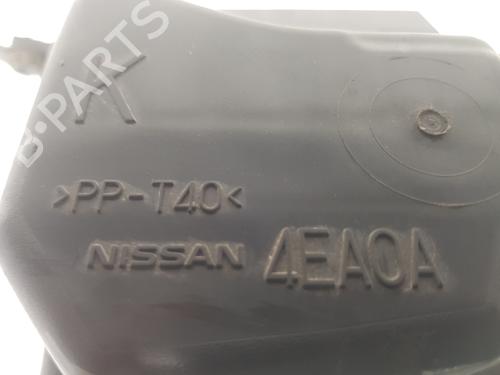 K
B-PARTS
>PP-T40<
NISSAN 4EA0A